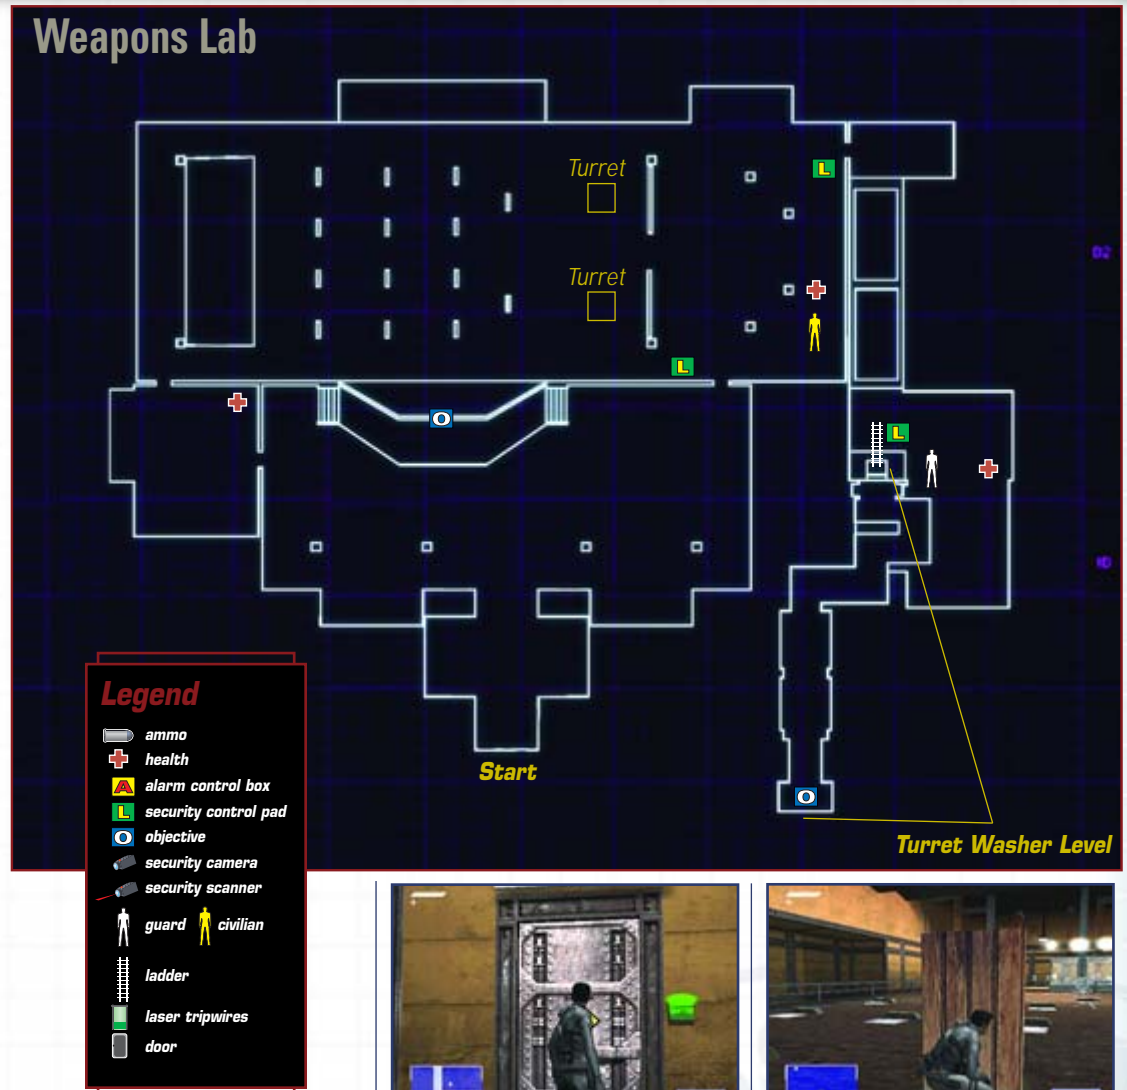 Weapons Lab
Turret
L
Turret
L
O
L
Start
O
Turret Washer Level
Legend
ammo
health
A alarm control box
L security control pad
O objective
security camera
security scanner
guard civilian
ladder
laser tripwires
door